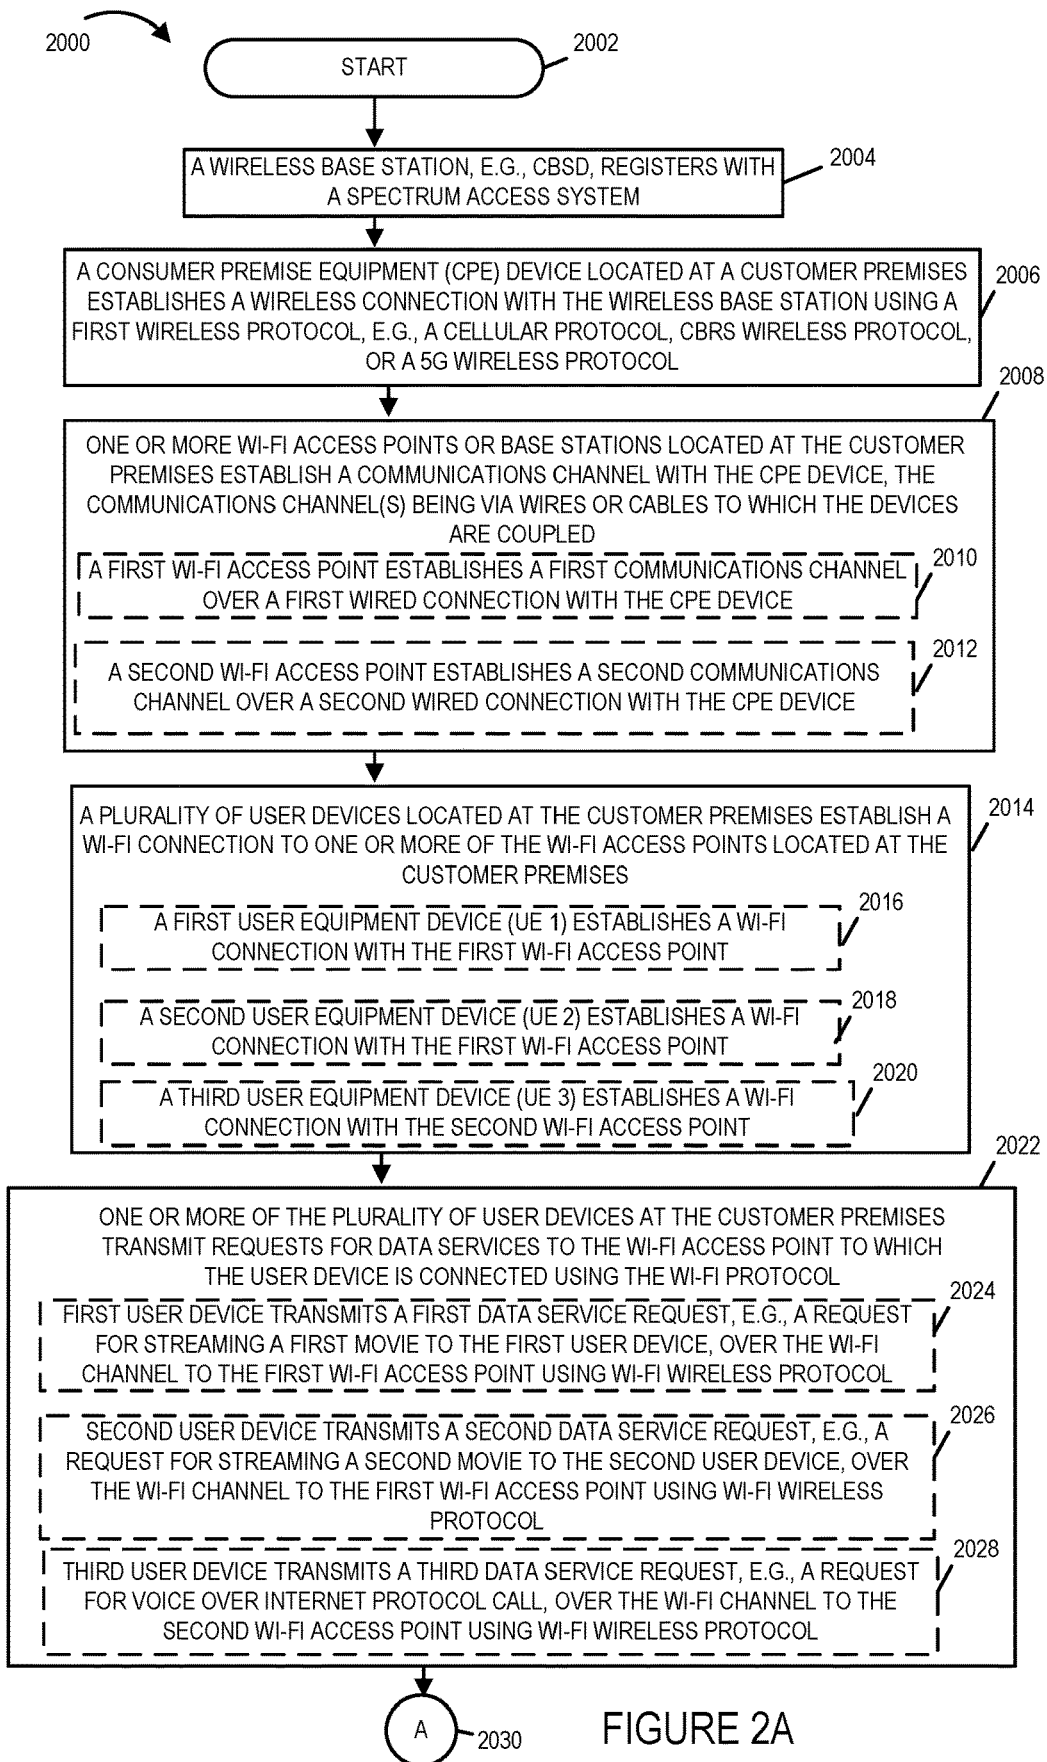 2000
START
2002
A WIRELESS BASE STATION, E.G., CBSD, REGISTERS WITH
A SPECTRUM ACCESS SYSTEM
2004
A CONSUMER PREMISE EQUIPMENT (CPE) DEVICE LOCATED AT A CUSTOMER PREMISES
ESTABLISHES A WIRELESS CONNECTION WITH THE WIRELESS BASE STATION USING A
FIRST WIRELESS PROTOCOL, E.G., A CELLULAR PROTOCOL, CBRS WIRELESS PROTOCOL,
OR A 5G WIRELESS PROTOCOL
2006
2008
ONE OR MORE WI-FI ACCESS POINTS OR BASE STATIONS LOCATED AT THE CUSTOMER
PREMISES ESTABLISH A COMMUNICATIONS CHANNEL WITH THE CPE DEVICE, THE
COMMUNICATIONS CHANNEL(S) BEING VIA WIRES OR CABLES TO WHICH THE DEVICES
ARE COUPLED
2010
A FIRST WI-FI ACCESS POINT ESTABLISHES A FIRST COMMUNICATIONS CHANNEL
OVER A FIRST WIRED CONNECTION WITH THE CPE DEVICE
2012
A SECOND WI-FI ACCESS POINT ESTABLISHES A SECOND COMMUNICATIONS
CHANNEL OVER A SECOND WIRED CONNECTION WITH THE CPE DEVICE
A PLURALITY OF USER DEVICES LOCATED AT THE CUSTOMER PREMISES ESTABLISH A
WI-FI CONNECTION TO ONE OR MORE OF THE WI-FI ACCESS POINTS LOCATED AT THE
CUSTOMER PREMISES
2014
2016
A FIRST USER EQUIPMENT DEVICE (UE 1) ESTABLISHES A WI-FI
CONNECTION WITH THE FIRST WI-FI ACCESS POINT
2018
A SECOND USER EQUIPMENT DEVICE (UE 2) ESTABLISHES A WI-FI
CONNECTION WITH THE FIRST WI-FI ACCESS POINT
2020
A THIRD USER EQUIPMENT DEVICE (UE 3) ESTABLISHES A WI-FI
CONNECTION WITH THE SECOND WI-FI ACCESS POINT
2022
ONE OR MORE OF THE PLURALITY OF USER DEVICES AT THE CUSTOMER PREMISES
TRANSMIT REQUESTS FOR DATA SERVICES TO THE WI-FI ACCESS POINT TO WHICH
THE USER DEVICE IS CONNECTED USING THE WI-FI PROTOCOL
2024
FIRST USER DEVICE TRANSMITS A FIRST DATA SERVICE REQUEST, E.G., A REQUEST
FOR STREAMING A FIRST MOVIE TO THE FIRST USER DEVICE, OVER THE WI-FI
CHANNEL TO THE FIRST WI-FI ACCESS POINT USING WI-FI WIRELESS PROTOCOL
2026
SECOND USER DEVICE TRANSMITS A SECOND DATA SERVICE REQUEST, E.G., A
REQUEST FOR STREAMING A SECOND MOVIE TO THE SECOND USER DEVICE, OVER
THE WI-FI CHANNEL TO THE FIRST WI-FI ACCESS POINT USING WI-FI WIRELESS
PROTOCOL
2028
THIRD USER DEVICE TRANSMITS A THIRD DATA SERVICE REQUEST, E.G., A REQUEST
FOR VOICE OVER INTERNET PROTOCOL CALL, OVER THE WI-FI CHANNEL TO THE
SECOND WI-FI ACCESS POINT USING WI-FI WIRELESS PROTOCOL
A
2030
FIGURE 2A